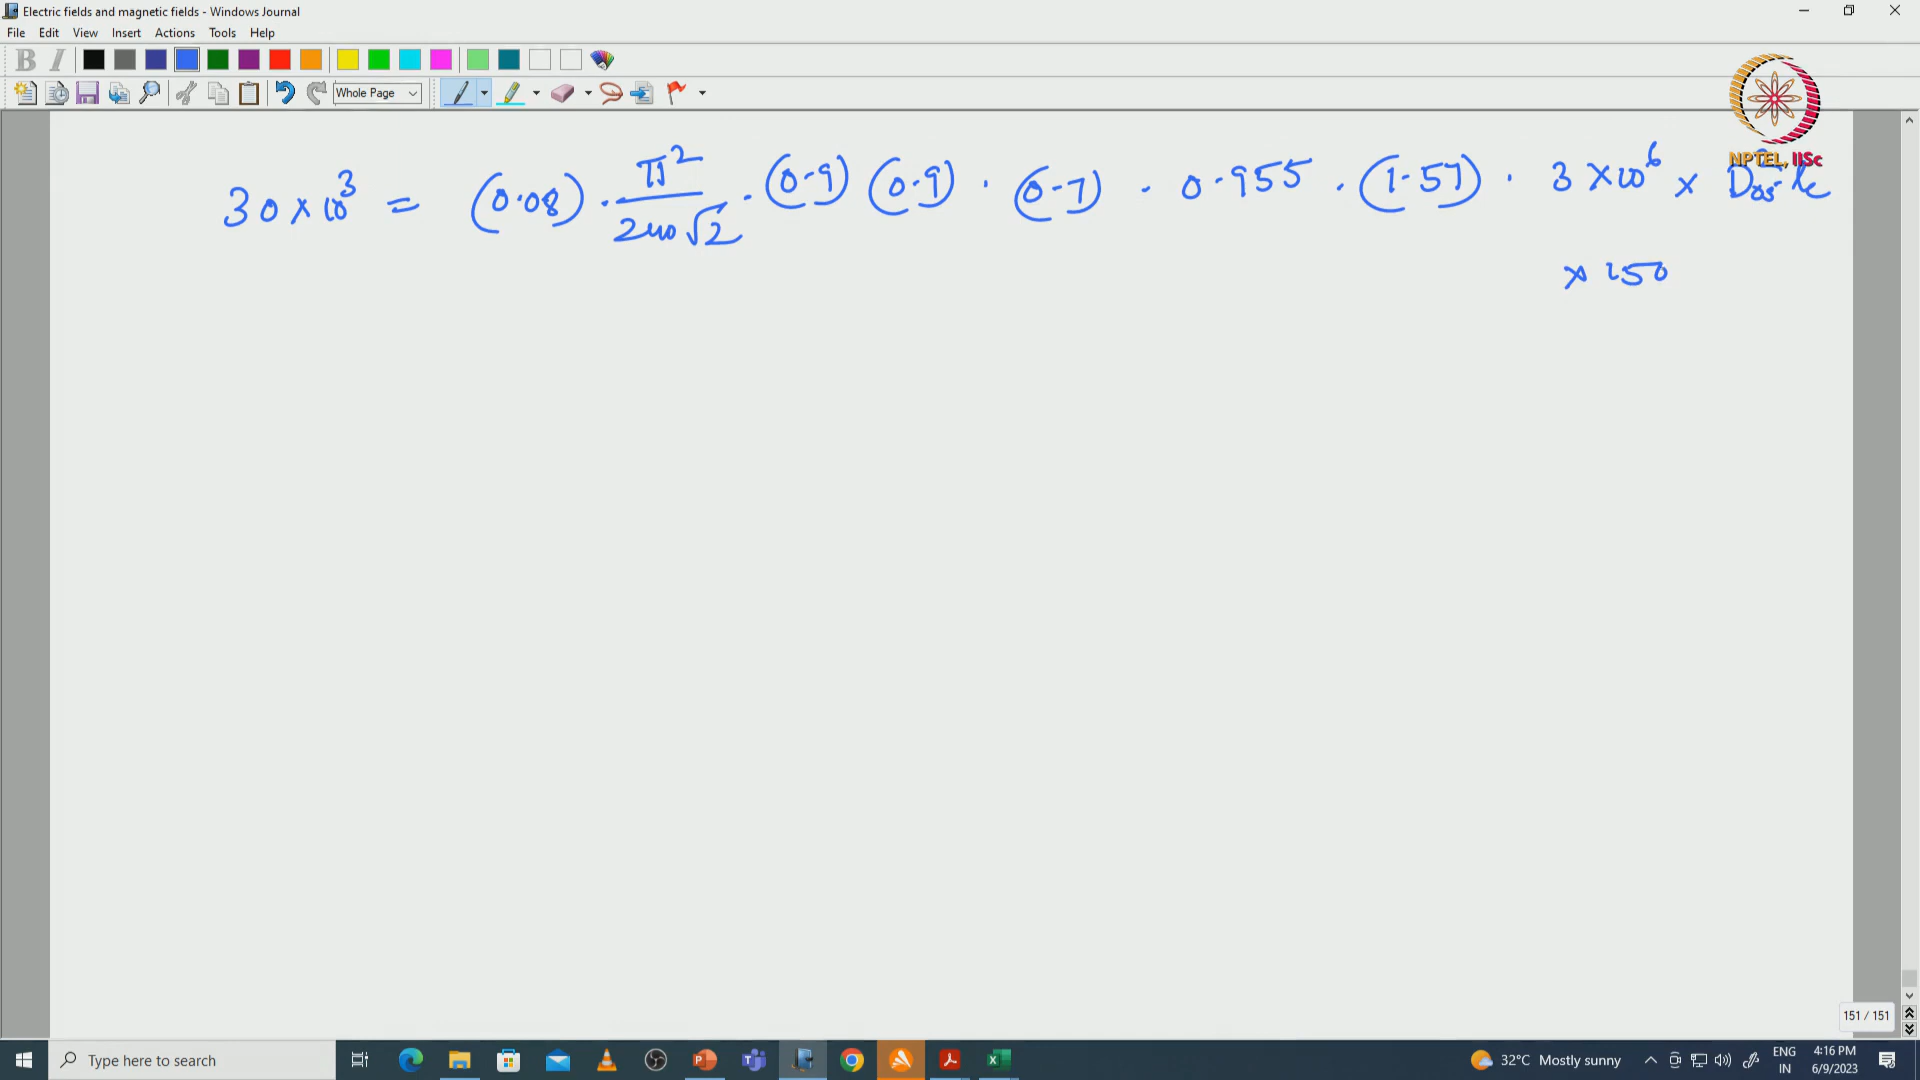 Electric fields and magnetic fields - Windows Journal
File Edit View Insert Actions Tools Help
B I
Whole Page
NPTEL, IISc
30 × 10³ = (0.08) · π² / 240√2 · (0.9) (0.9) · (0.7) · 0.955 · (1.57) · 3 × 10⁶ ×
× 250
151 / 151
Type here to search
32°C Mostly sunny
ENG
IN
4:16 PM
6/9/2023